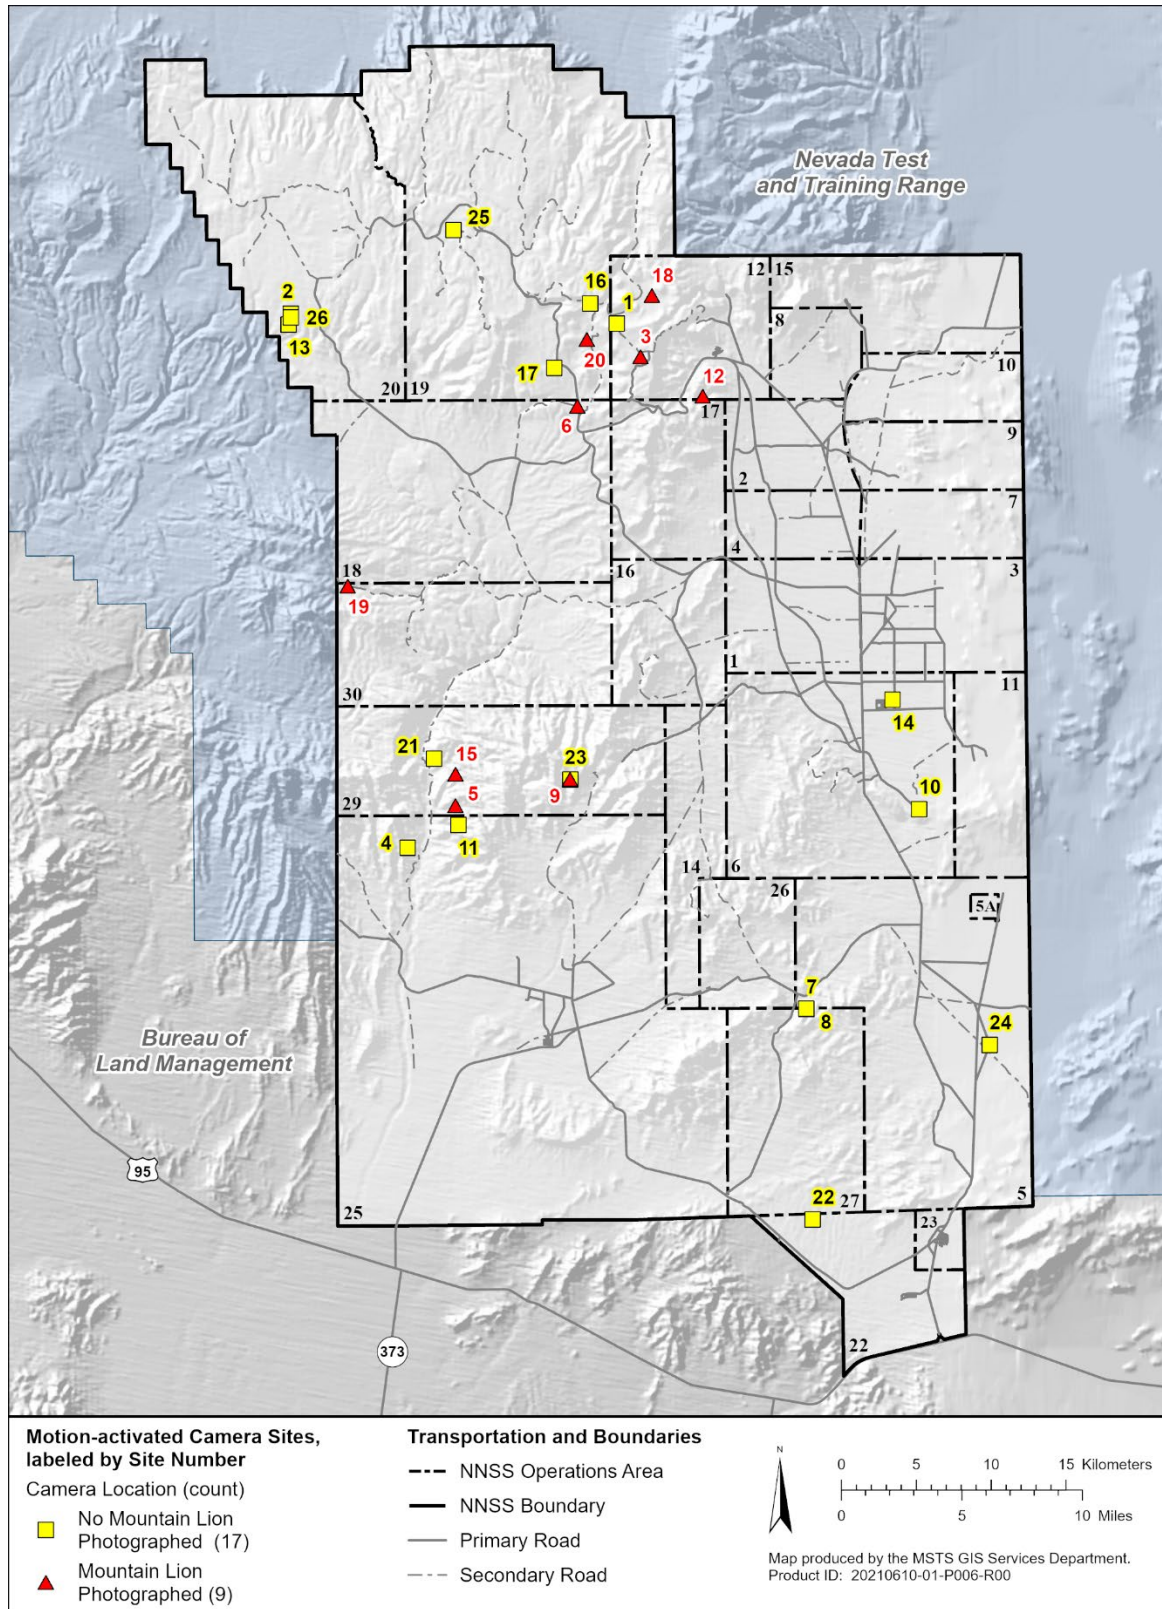 Nevada Test
and Training Range
25
12
15
18
16
1
2
8
26
3
13
20
10
17
12
20
19
17
6
9
2
7
18
16
4
3
19
1
11
30
14
21
15
23
10
9
5
29
11
4
14
6
26
5A
7
8
24
Bureau of
Land Management
95
22
27
5
25
23
22
373
Motion-activated Camera Sites,
labeled by Site Number
Camera Location (count)
No Mountain Lion
Photographed (17)
Mountain Lion
Photographed (9)
Transportation and Boundaries
NNSS Operations Area
NNSS Boundary
Primary Road
Secondary Road
N
0 5 10 15 Kilometers
0 5 10 Miles
Map produced by the MSTS GIS Services Department.
Product ID: 20210610-01-P006-R00